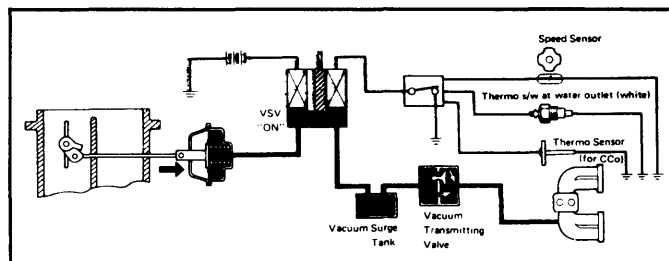 Speed Sensor
Thermo s/w at water outlet (white)
VSV
"ON"
Thermo Sensor
(for CCo)
Vacuum Surge
Tank
Vacuum
Transmitting
Valve